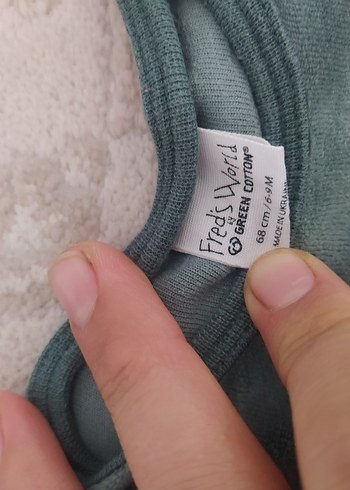 Fred's World
by
GREEN COTTON®
68 cm/6-9M
MADE IN UKRAINE